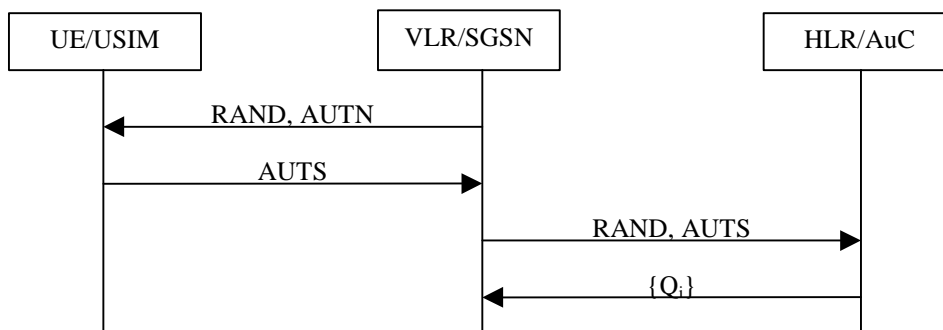 UE/USIM
VLR/SGSN
HLR/AuC
RAND, AUTN
AUTS
RAND, AUTS
{Qᵢ}